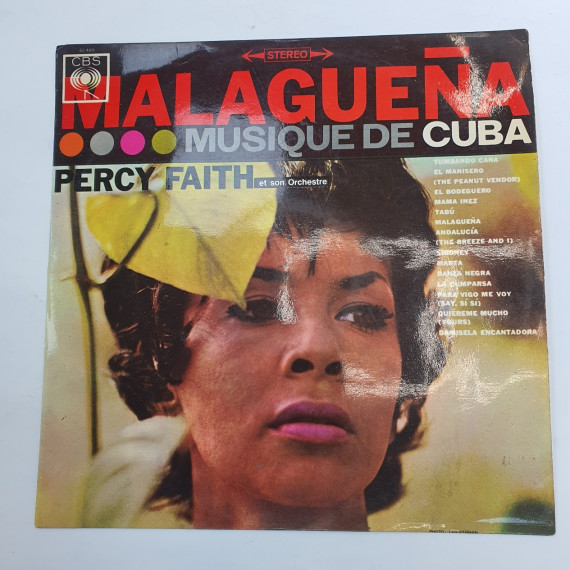 CBS
STEREO
MALAGUEÑA
MUSIQUE DE CUBA
PERCY FAITH et son Orchestre
TUMBANDO CAÑA
EL MANISERO
(THE PEANUT VENDOR)
EL BODEGUERO
MAMA INEZ
TABÚ
MALAGUEÑA
ANDALUCÍA
(THE BREEZE AND I)
SIBONEY
MARTA
DANZA NEGRA
LA COMPARSA
PARA VIGO ME VOY
(SAY, SI SI)
QUIÉREME MUCHO
(YOURS)
DAMISELA ENCANTADORA